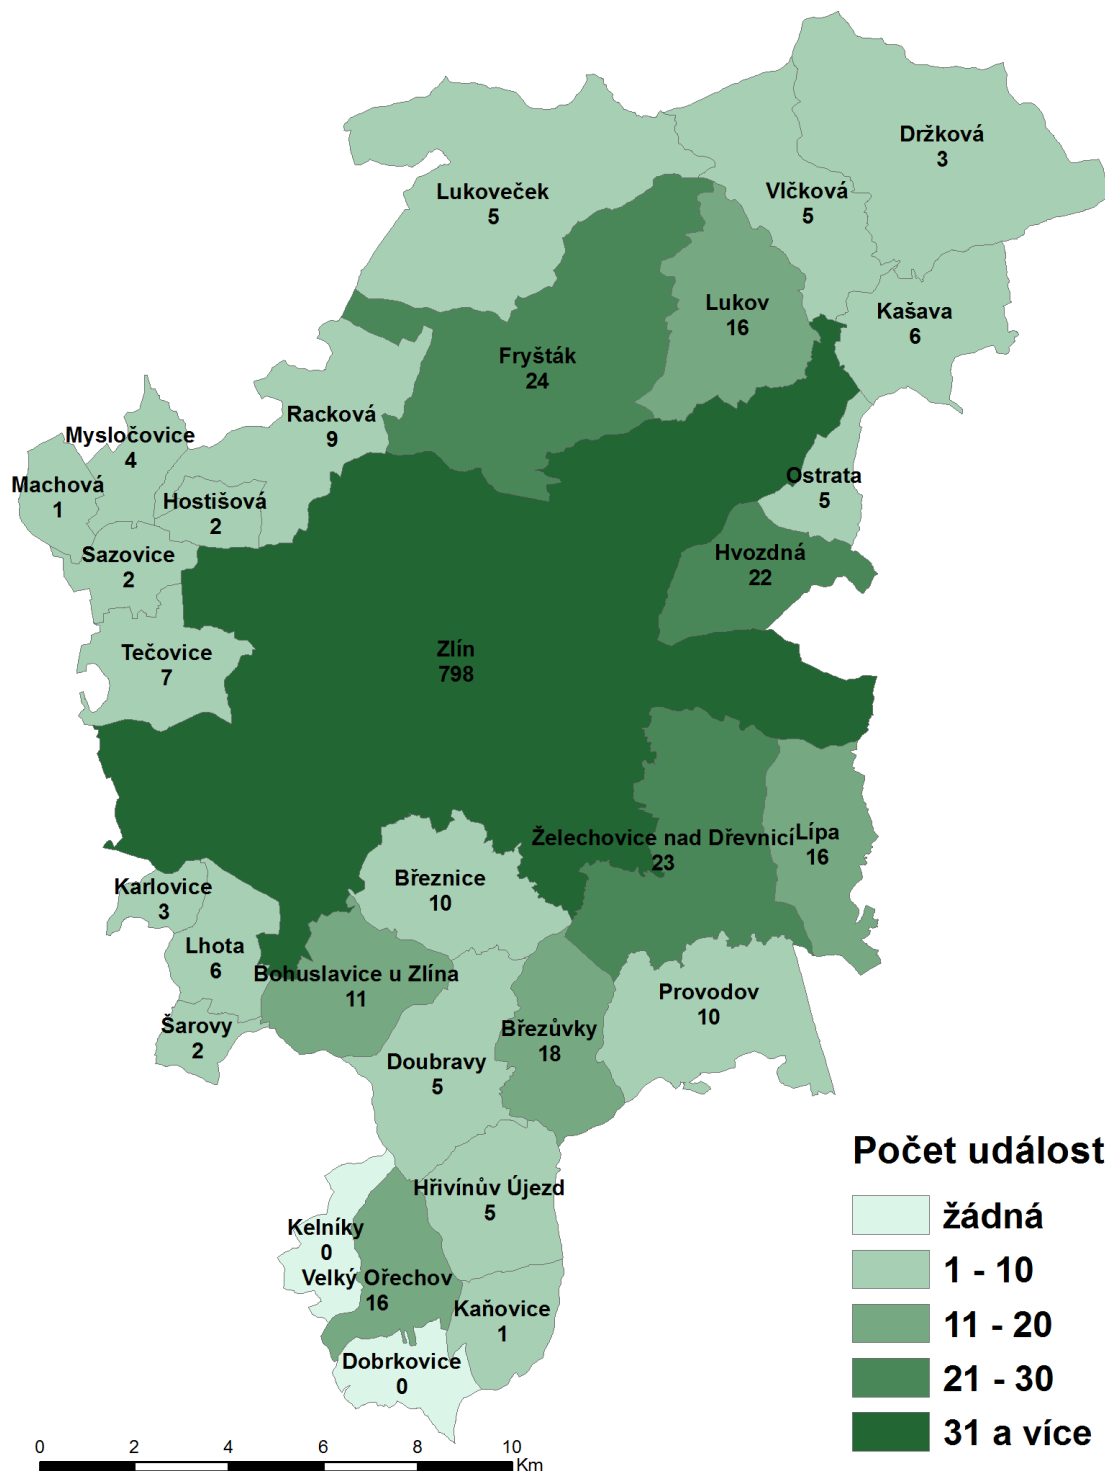 Držková
3
Lukoveček
5
Vlčková
5
Lukov
16
Kašava
6
Fryšták
24
Racková
9
Mysločovice
4
Machová
1
Hostišová
2
Ostrata
5
Sazovice
2
Hvozdná
22
Tečovice
7
Zlín
798
Želechovice nad Dřevnicí
23
Lípa
16
Březnice
10
Karlovice
3
Lhota
6
Bohuslavice u Zlína
11
Provodov
10
Šarovy
2
Březůvky
18
Doubravy
5
Hřivínův Újezd
5
Kelníky
0
Velký Ořechov
16
Kaňovice
1
Dobrkovice
0
Počet událost
žádná
1 - 10
11 - 20
21 - 30
31 a více
0 2 4 6 8 10
Km